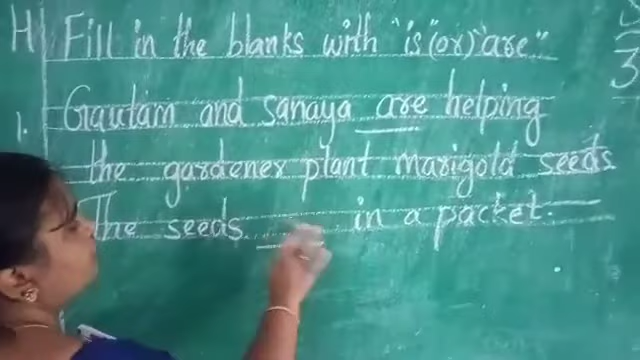 H Fill in the blanks with "is (or) "are"
1. Gautam and Sanaya are helping
the gardener plant marigold seeds
The seeds ___ in a packet.